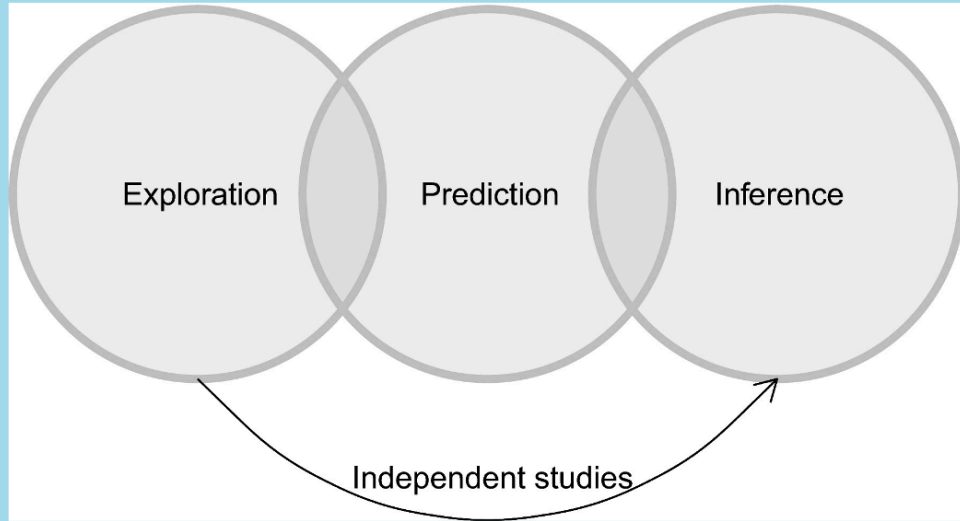 Exploration
Prediction
Inference
Independent studies